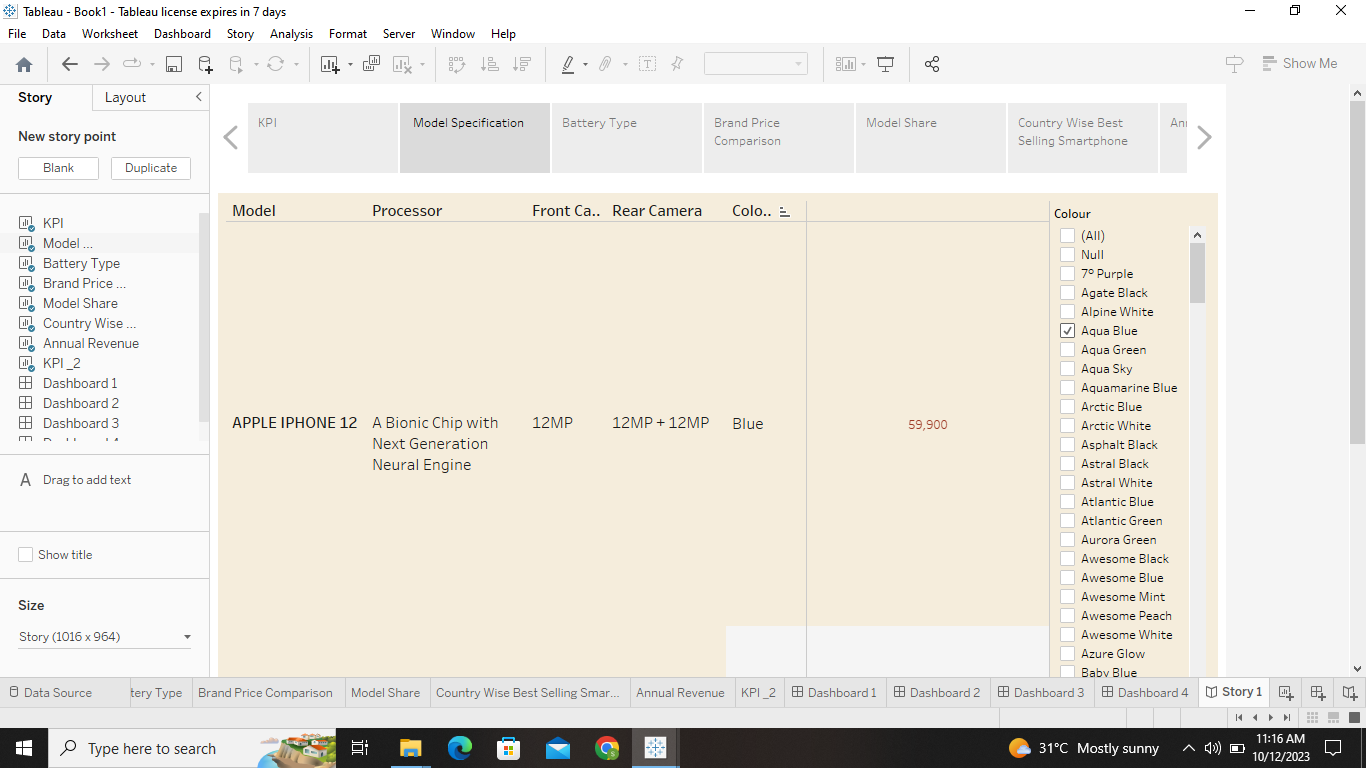 Tableau - Book1 - Tableau license expires in 7 days
File Data Worksheet Dashboard Story Analysis Format Server Window Help
Show Me
Story Layout
New story point
Blank Duplicate
KPI
Model ...
Battery Type
Brand Price ...
Model Share
Country Wise ...
Annual Revenue
KPI _2
Dashboard 1
Dashboard 2
Dashboard 3
A Drag to add text
Show title
Size
Story (1016 x 964)
KPI
Model Specification
Battery Type
Brand Price
Comparison
Model Share
Country Wise Best
Selling Smartphone
Model Processor Front Ca.. Rear Camera Colo..
APPLE IPHONE 12
A Bionic Chip with
Next Generation
Neural Engine
12MP
12MP + 12MP
Blue
59,900
Colour
(All)
Null
7º Purple
Agate Black
Alpine White
Aqua Blue
Aqua Green
Aqua Sky
Aquamarine Blue
Arctic Blue
Arctic White
Asphalt Black
Astral Black
Astral White
Atlantic Blue
Atlantic Green
Aurora Green
Awesome Black
Awesome Blue
Awesome Mint
Awesome Peach
Awesome White
Azure Glow
Baby Blue
Data Source tery Type Brand Price Comparison Model Share Country Wise Best Selling Smar... Annual Revenue KPI _2 Dashboard 1 Dashboard 2 Dashboard 3 Dashboard 4 Story 1
Type here to search
31°C Mostly sunny
11:16 AM
10/12/2023